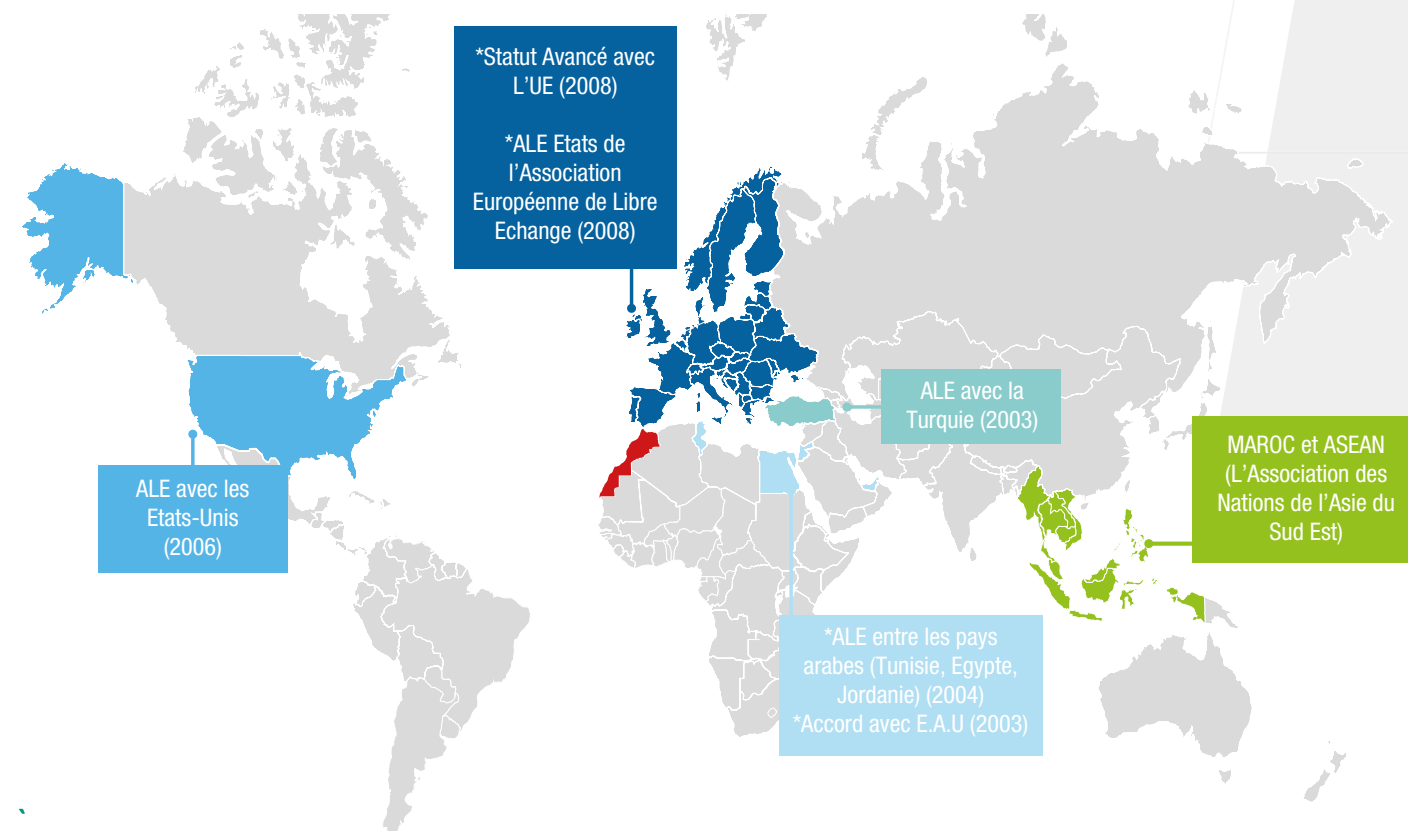 *Statut Avancé avec
L'UE (2008)
*ALE Etats de
l'Association
Européenne de Libre
Echange (2008)
ALE avec la
Turquie (2003)
MAROC et ASEAN
(L'Association des
Nations de l'Asie du
Sud Est)
ALE avec les
Etats-Unis
(2006)
*ALE entre les pays
arabes (Tunisie, Egypte,
Jordanie) (2004)
*Accord avec E.A.U (2003)